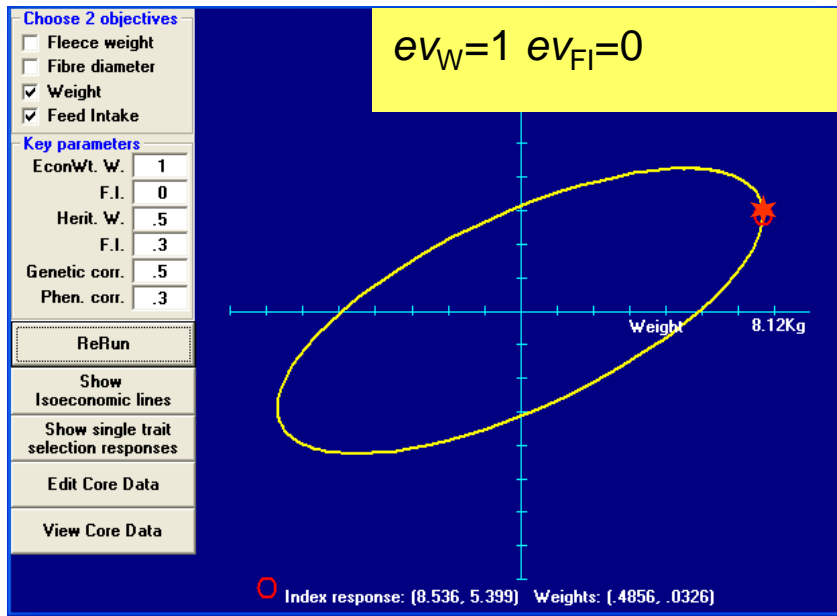 Choose 2 objectives
Fleece weight
Fibre diameter
Weight
Feed Intake
Key parameters
EconWt. W. 1
F.I. 0
Herit. W. .5
F.I. .3
Genetic corr. .5
Phen. corr. .3
ReRun
Show
Isoeconomic lines
Show single trait
selection responses
Edit Core Data
View Core Data
evW=1 evFI=0
Weight 8.12Kg
Index response: (8.536, 5.399) Weights: (.4856, .0326)